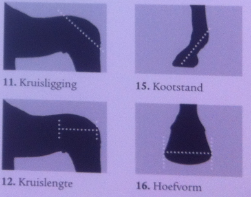 11. Kruisligging
15. Kootstand
12. Kruislengte
16. Hoefvorm